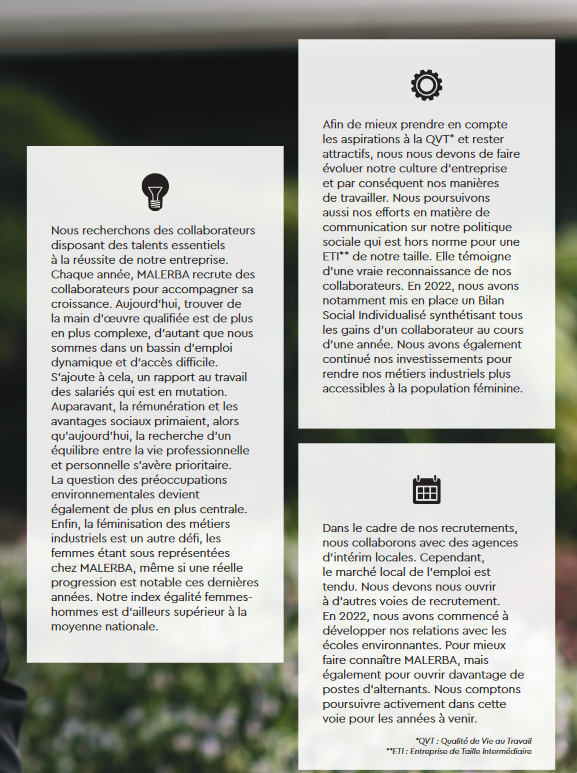 Nous recherchons des collaborateurs
disposant des talents essentiels
à la réussite de notre entreprise.
Chaque année, MALERBA recrute des
collaborateurs pour accompagner sa
croissance. Aujourd'hui, trouver de
la main d'œuvre qualifiée est de plus
en plus complexe, d'autant que nous
sommes dans un bassin d'emploi
dynamique et d'accès difficile.
S'ajoute à cela, un rapport au travail
des salariés qui est en mutation.
Auparavant, la rémunération et les
avantages sociaux primaient, alors
qu'aujourd'hui, la recherche d'un
équilibre entre la vie professionnelle
et personnelle s'avère prioritaire.
La question des préoccupations
environnementales devient
également de plus en plus centrale.
Enfin, la féminisation des métiers
industriels est un autre défi, les
femmes étant sous représentées
chez MALERBA, même si une réelle
progression est notable ces dernières
années. Notre index égalité femmes-
hommes est d'ailleurs supérieur à la
moyenne nationale.
Afin de mieux prendre en compte
les aspirations à la QVT* et rester
attractifs, nous nous devons de faire
évoluer notre culture d'entreprise
et par conséquent nos manières
de travailler. Nous poursuivons
aussi nos efforts en matière de
communication sur notre politique
sociale qui est hors norme pour une
ETI** de notre taille. Elle témoigne
d'une vraie reconnaissance de nos
collaborateurs. En 2022, nous avons
notamment mis en place un Bilan
Social Individualisé synthétisant tous
les gains d'un collaborateur au cours
d'une année. Nous avons également
continué nos investissements pour
rendre nos métiers industriels plus
accessibles à la population féminine.
Dans le cadre de nos recrutements,
nous collaborons avec des agences
d'intérim locales. Cependant,
le marché local de l'emploi est
tendu. Nous devons nous ouvrir
à d'autres voies de recrutement.
En 2022, nous avons commencé à
développer nos relations avec les
écoles environnantes. Pour mieux
faire connaître MALERBA, mais
également pour ouvrir davantage de
postes d'alternants. Nous comptons
poursuivre activement dans cette
voie pour les années à venir.
*QVT : Qualité de Vie au Travail
**ETI : Entreprise de Taille Intermédiaire